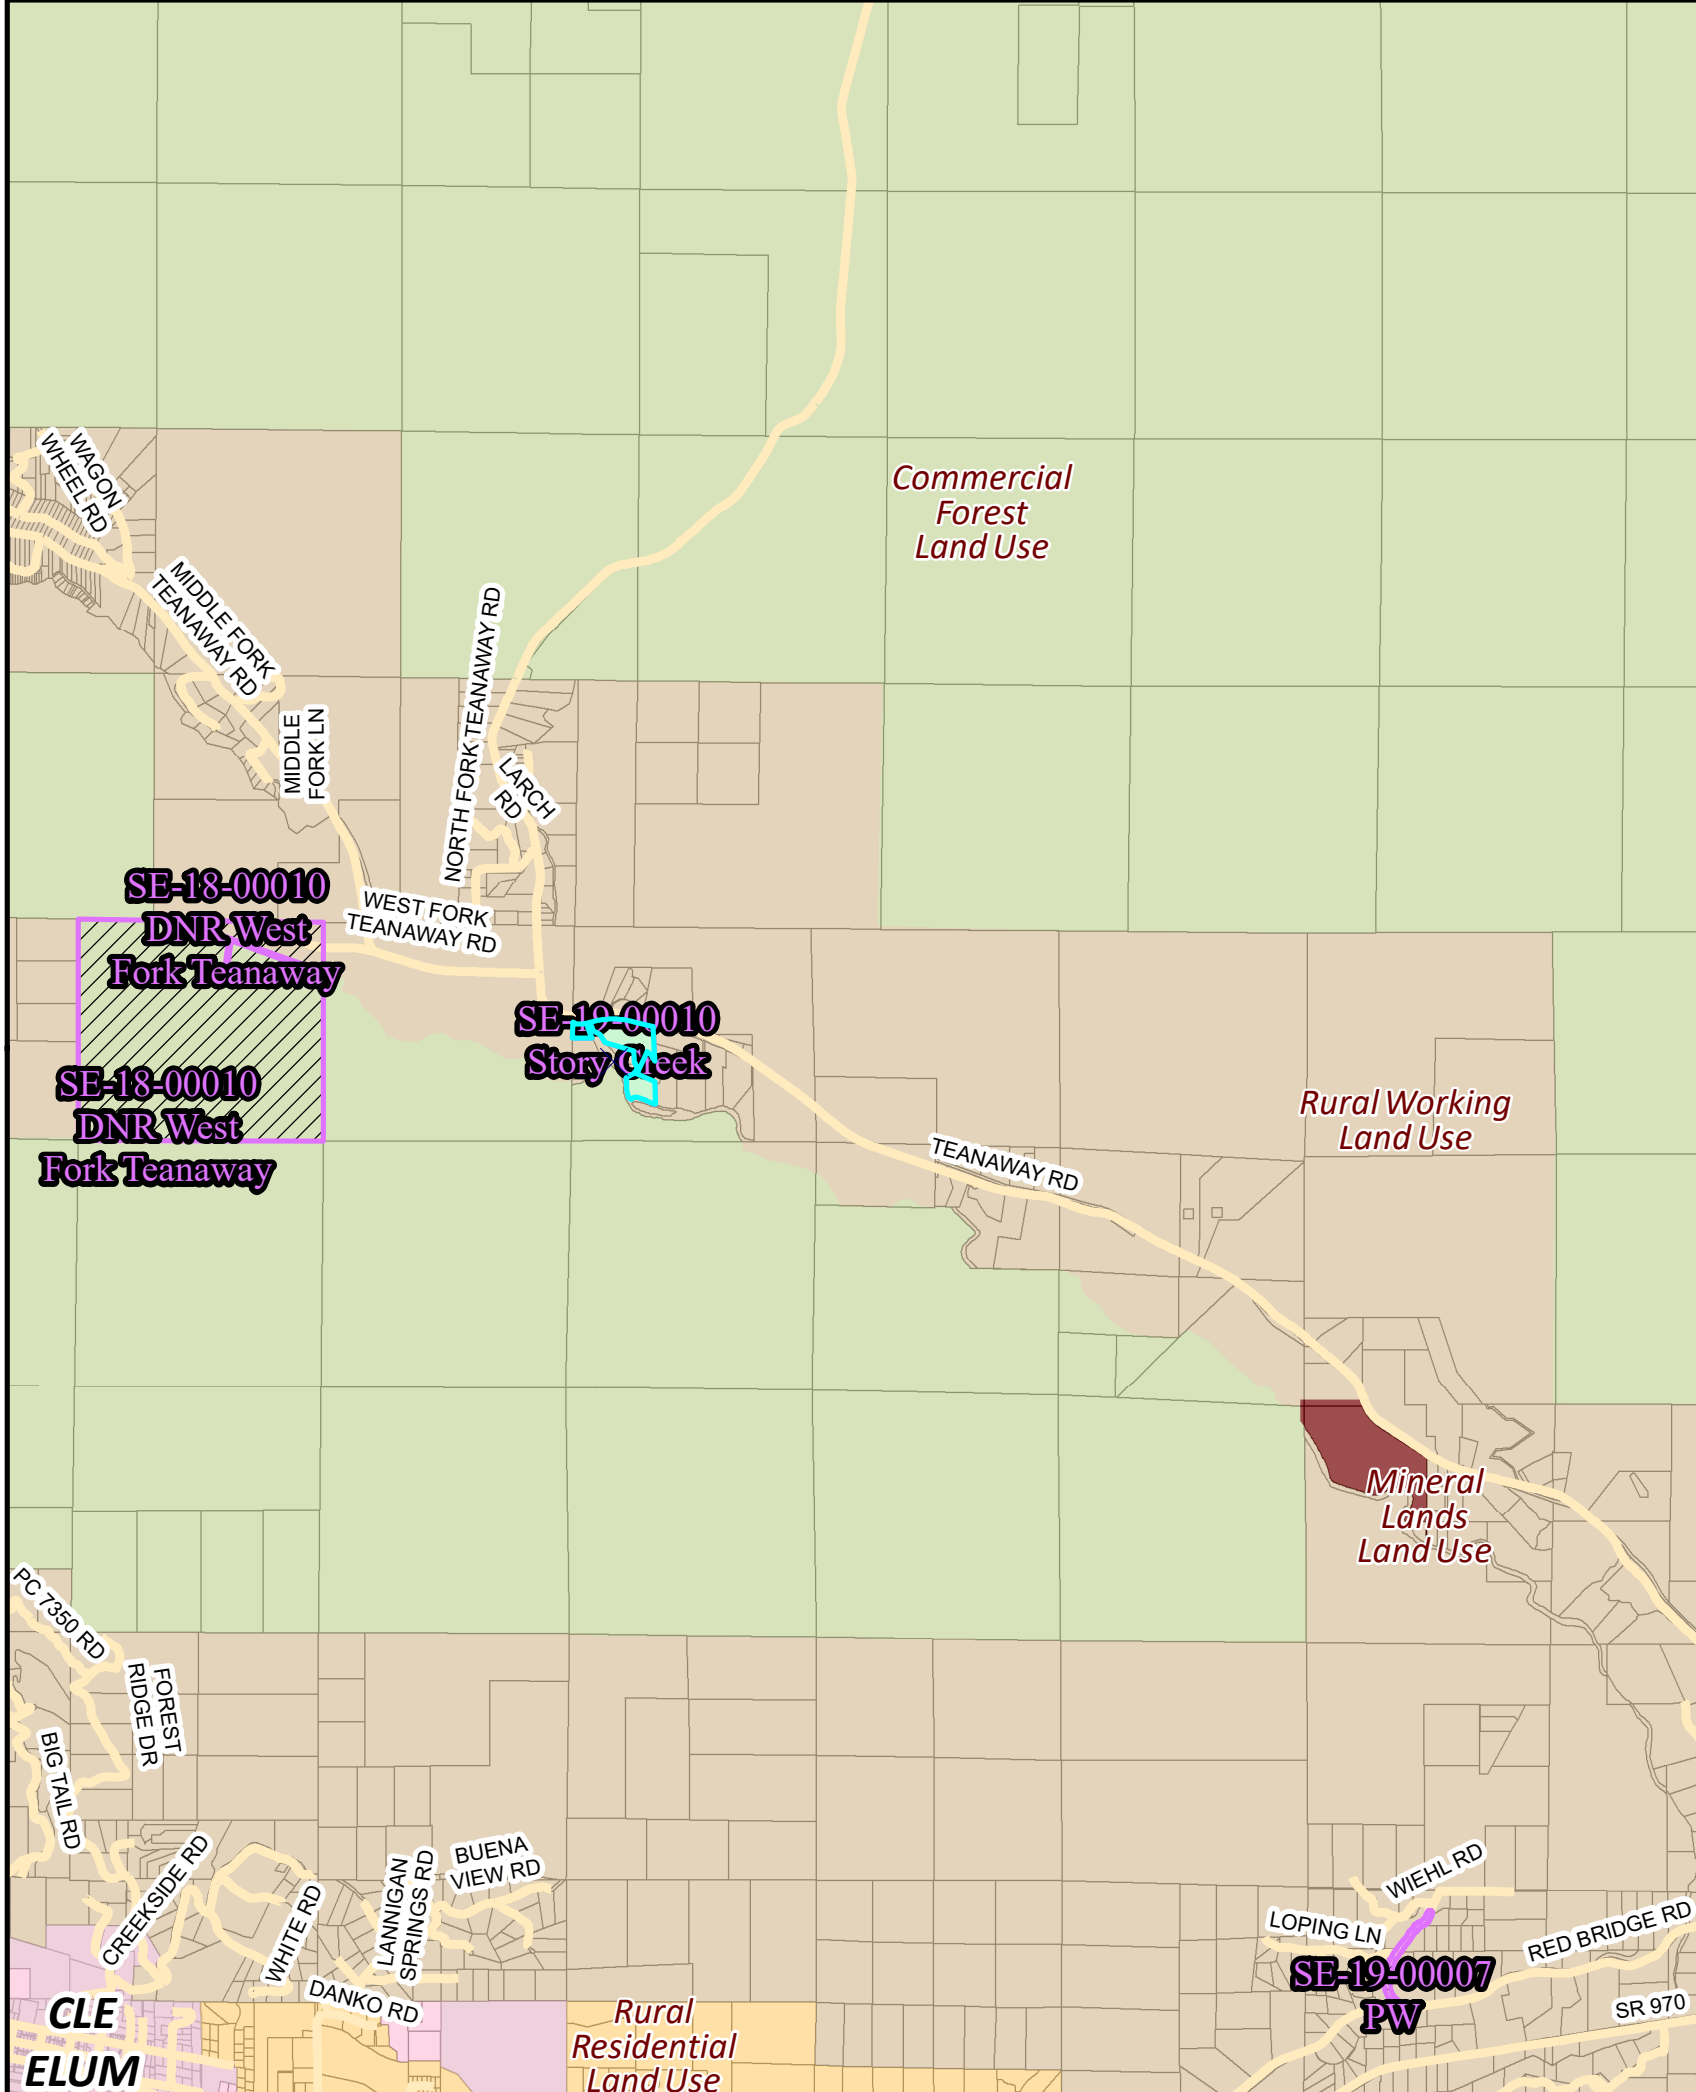 Commercial
Forest
Land Use
WAGON
WHEEL RD
MIDDLE FORK
TEANAWAY RD
NORTH FORK TEANAWAY RD
MIDDLE
FORK LN
LARCH
RD
SE-18-00010
DNR West
Fork Teanaway
WEST FORK
TEANAWAY RD
SE-19-00010
Story Creek
SE-18-00010
DNR West
Fork Teanaway
Rural Working
Land Use
TEANAWAY RD
Mineral
Lands
Land Use
PC 7350 RD
FOREST
RIDGE DR
BIG TAIL RD
CREEKSIDE RD
WHITE RD
LANNIGAN
SPRINGS RD
BUENA
VIEW RD
DANKO RD
WIEHL RD
LOPING LN
RED BRIDGE RD
SE-19-00007
PW
SR 970
CLE
ELUM
Rural
Residential
Land Use